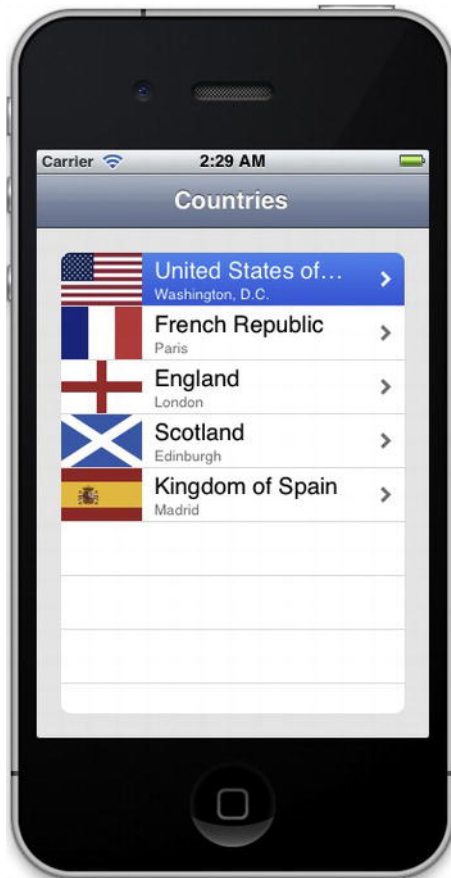 Carrier 2:29 AM
Countries
United States of...
Washington, D.C.
French Republic
Paris
England
London
Scotland
Edinburgh
Kingdom of Spain
Madrid